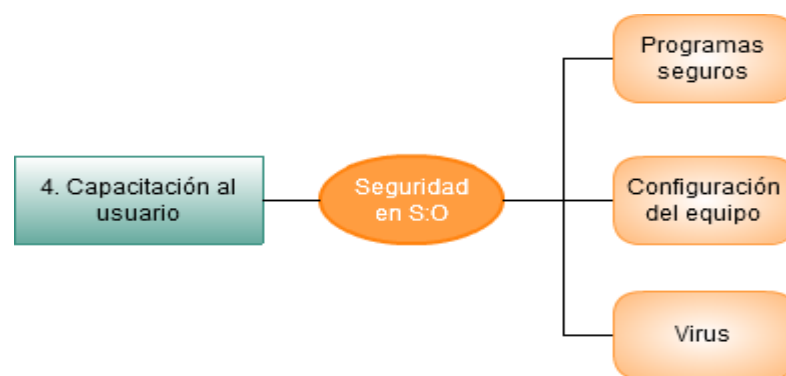 Programas
seguros
4. Capacitación al
usuario
Seguridad
en S:O
Configuración
del equipo
Virus